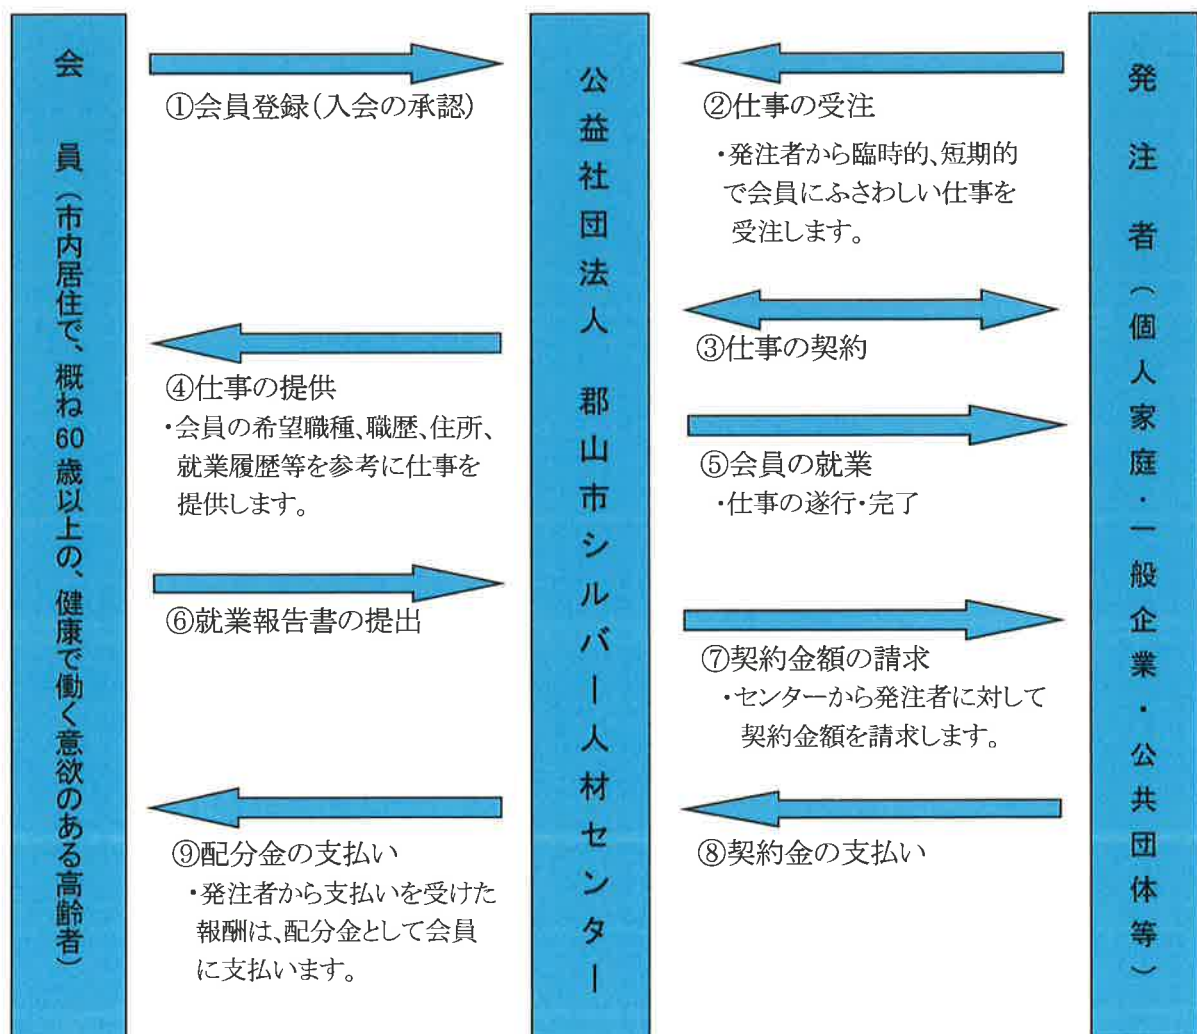 会員(市内居住で、概ね60歳以上の、健康で働く意欲のある高齢者)
公益社団法人 郡山市シルバー人材センター
発注者(個人家庭・一般企業・公共団体等)
①会員登録(入会の承認)
②仕事の受注
・発注者から臨時的、短期的
で会員にふさわしい仕事を
受注します。
③仕事の契約
④仕事の提供
・会員の希望職種、職歴、住所、
就業履歴等を参考に仕事を
提供します。
⑤会員の就業
・仕事の遂行・完了
⑥就業報告書の提出
⑦契約金額の請求
・センターから発注者に対して
契約金額を請求します。
⑧契約金の支払い
⑨配分金の支払い
・発注者から支払いを受けた
報酬は、配分金として会員
に支払います。